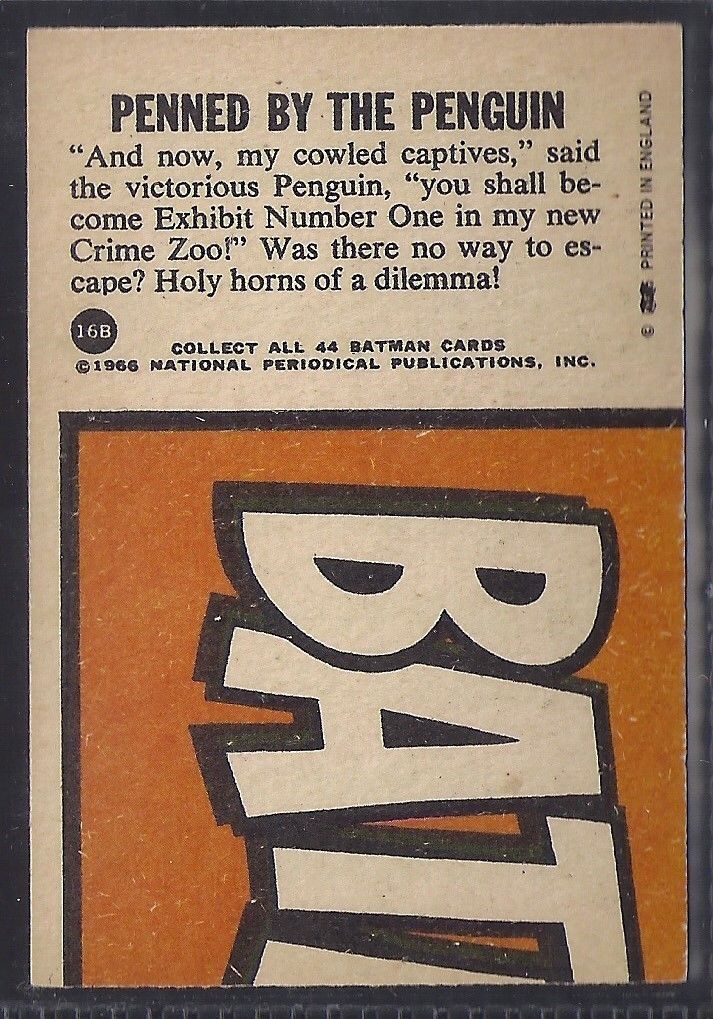 PENNED BY THE PENGUIN
“And now, my cowled captives,” said
the victorious Penguin, “you shall be-
come Exhibit Number One in my new
Crime Zoo!” Was there no way to es-
cape? Holy horns of a dilemma!
16B
COLLECT ALL 44 BATMAN CARDS
©1966 NATIONAL PERIODICAL PUBLICATIONS, INC.
© PRINTED IN ENGLAND
BAT